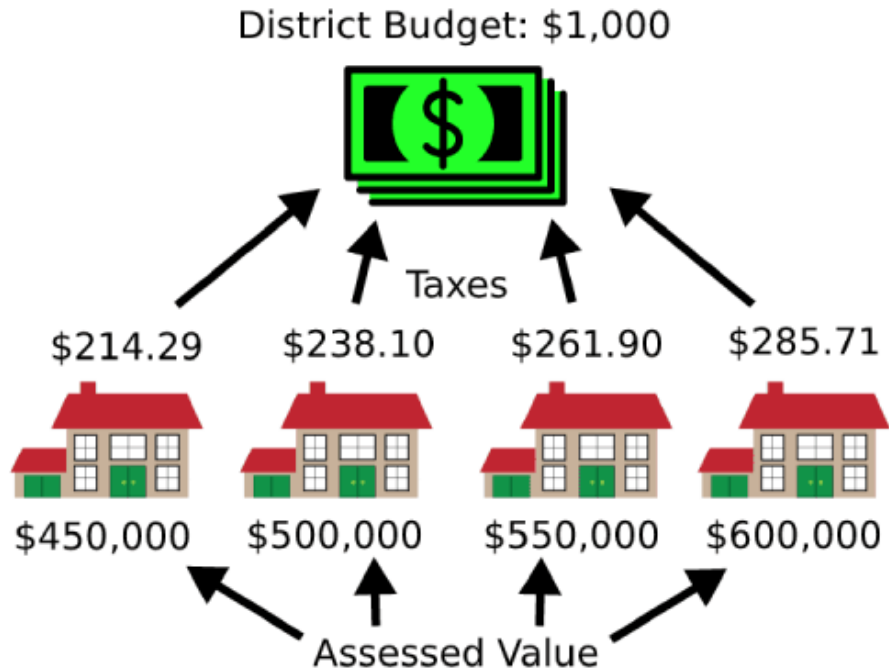 District Budget: $1,000
$
Taxes
$214.29 $238.10 $261.90 $285.71
$450,000 $500,000 $550,000 $600,000
Assessed Value